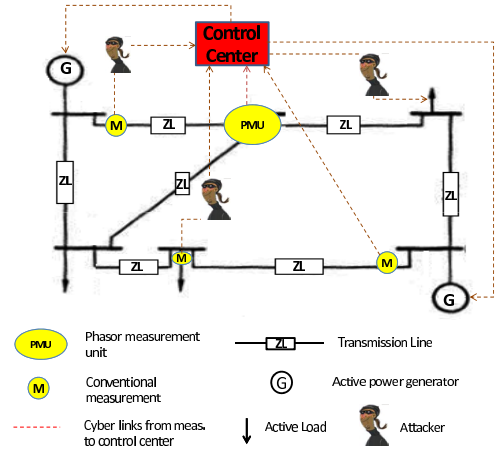 Control
Center
G
M
ZL
PMU
ZL
ZL
ZL
ZL
M
ZL
ZL
M
G
PMU
Phasor measurement
unit
ZL
Transmission Line
M
Conventional
measurement
G
Active power generator
Cyber links from meas.
to control center
Active Load
Attacker